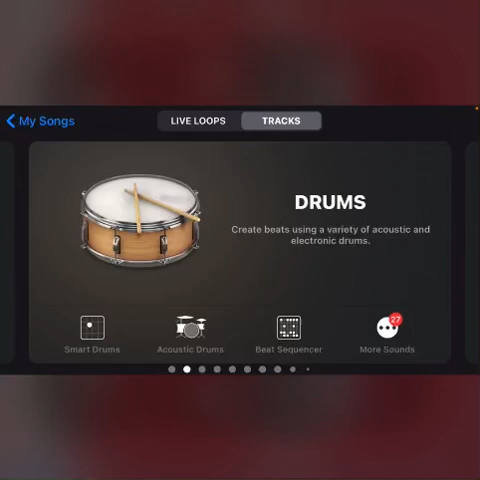 My Songs
LIVE LOOPS
TRACKS
DRUMS
Create beats using a variety of acoustic and
electronic drums.
27
Smart Drums
Acoustic Drums
Beat Sequencer
More Sounds